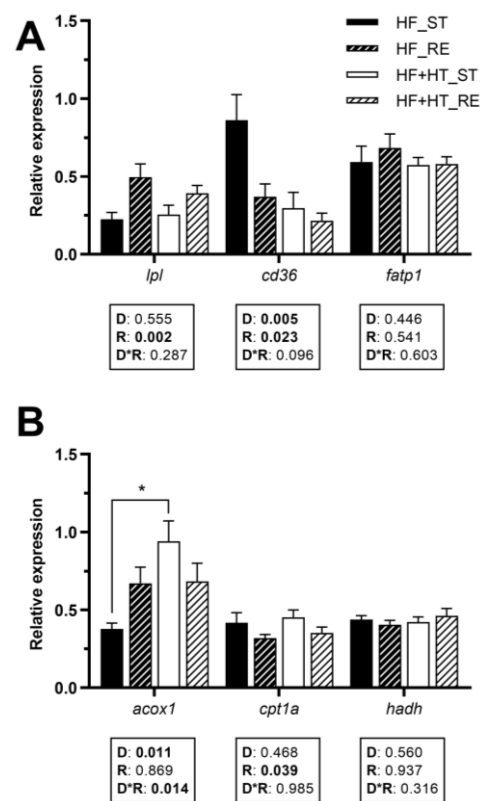 A
HF_ST
HF_RE
HF+HT_ST
HF+HT_RE
Relative expression
1.5
1.0
0.5
0.0
lpl
cd36
fatp1
D: 0.555
R: 0.002
D*R: 0.287
D: 0.005
R: 0.023
D*R: 0.096
D: 0.446
R: 0.541
D*R: 0.603
B
Relative expression
1.5
1.0
0.5
0.0
*
acox1
cpt1a
hadh
D: 0.011
R: 0.869
D*R: 0.014
D: 0.468
R: 0.039
D*R: 0.985
D: 0.560
R: 0.937
D*R: 0.316